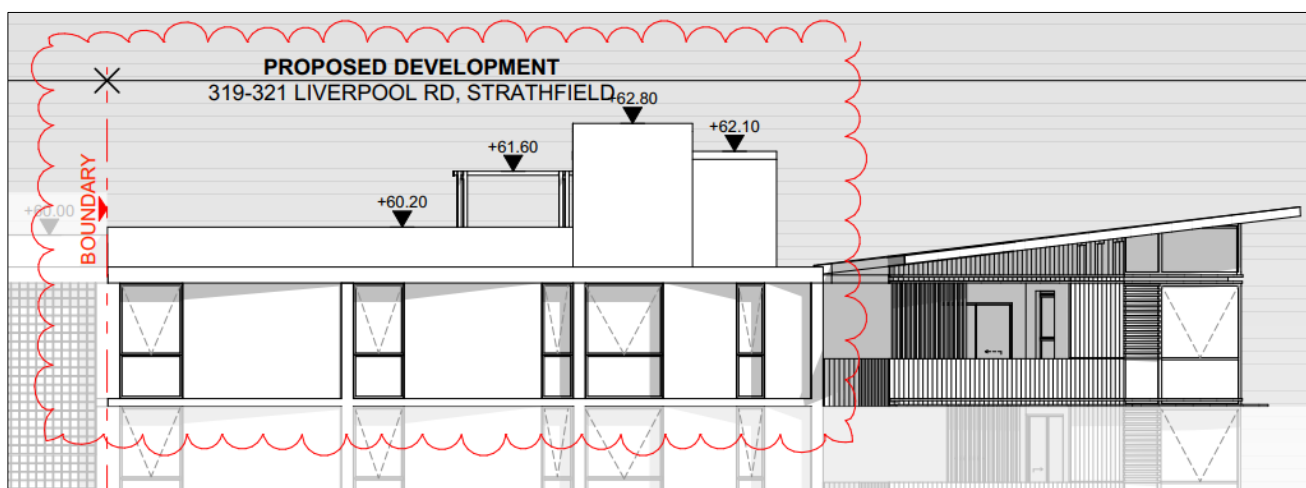 PROPOSED DEVELOPMENT
319-321 LIVERPOOL RD, STRATHFIELD
+62.80
+62.10
+61.60
+60.20
+60.00
BOUNDARY